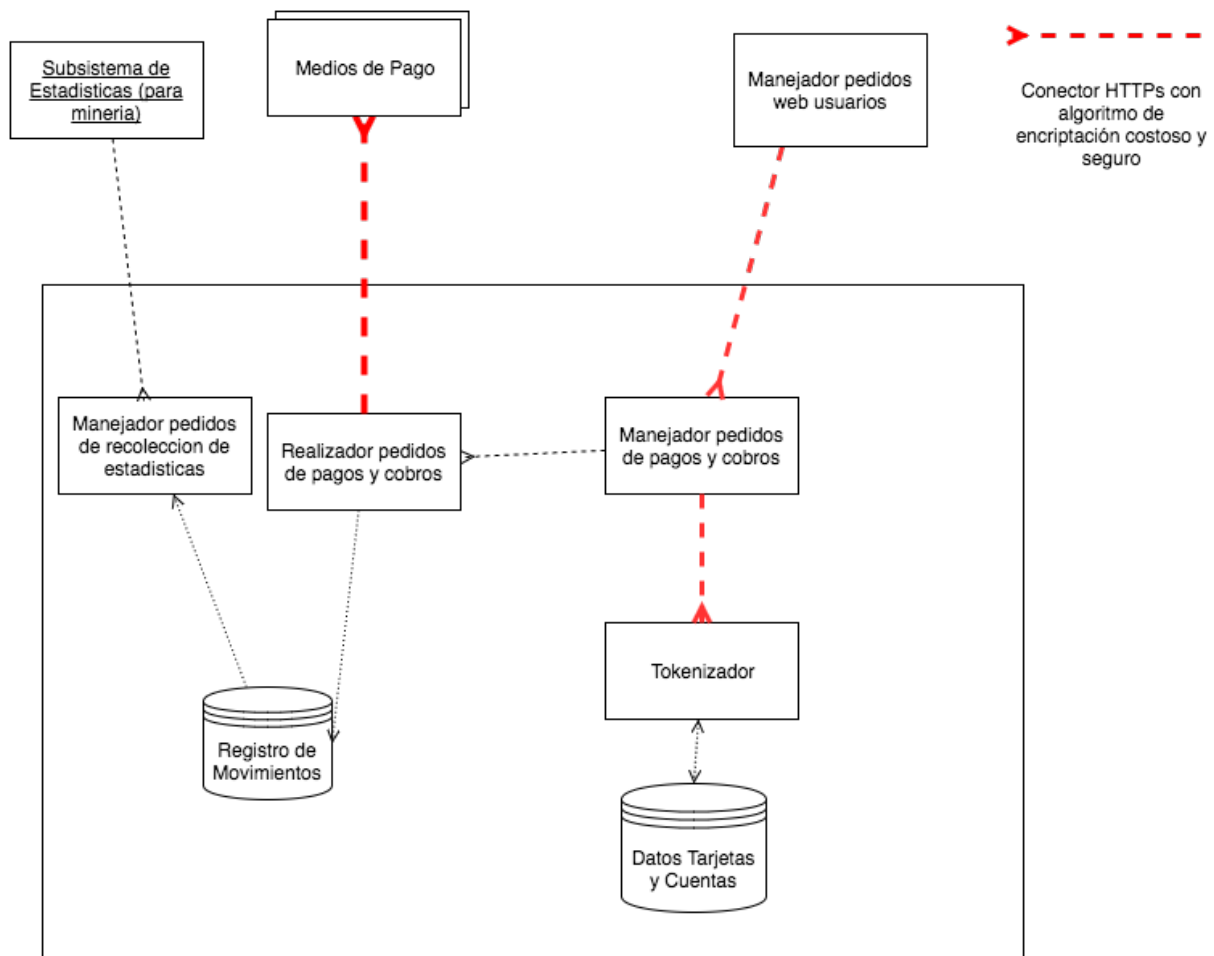 Subsistema de
Estadisticas (para
mineria)
Medios de Pago
Manejador pedidos
web usuarios
Conector HTTPs con
algoritmo de
encriptación costoso y
seguro
Manejador pedidos
de recoleccion de
estadisticas
Realizador pedidos
de pagos y cobros
Manejador pedidos
de pagos y cobros
Tokenizador
Registro de
Movimientos
Datos Tarjetas
y Cuentas